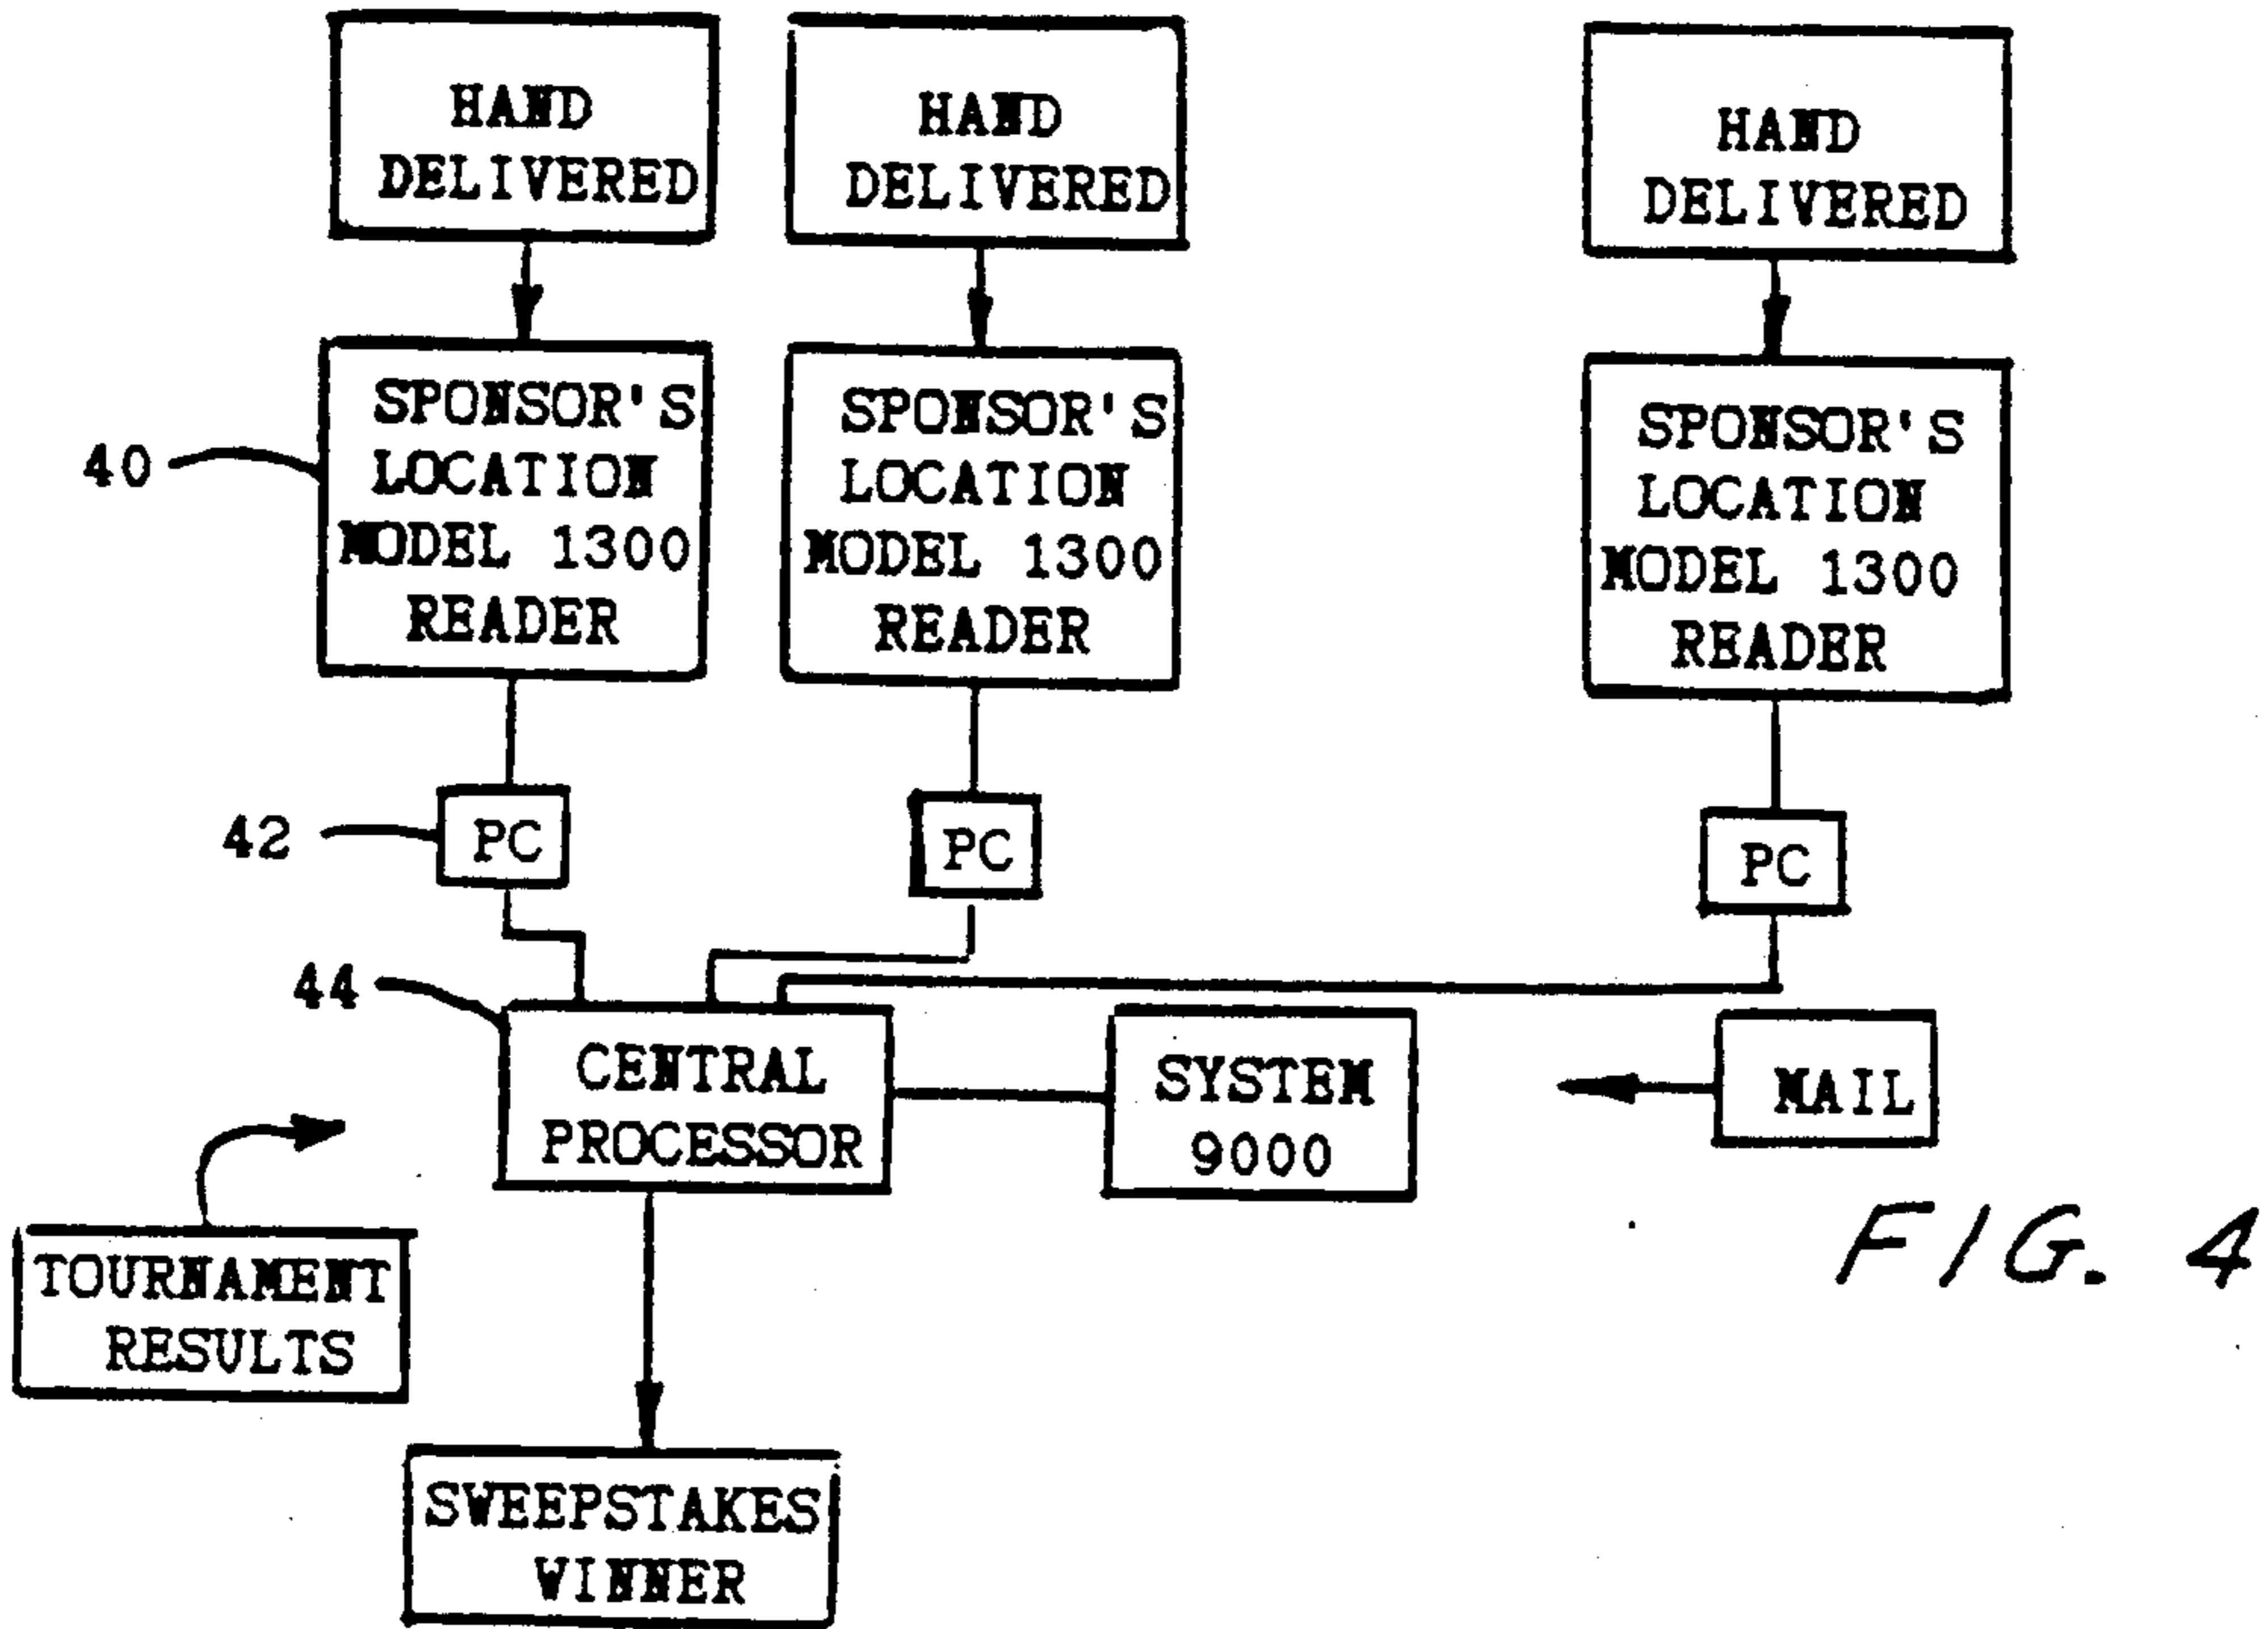 HAND
DELIVERED
HAND
DELIVERED
HAND
DELIVERED
40
SPONSOR'S
LOCATION
MODEL 1300
READER
SPONSOR'S
LOCATION
MODEL 1300
READER
SPONSOR'S
LOCATION
MODEL 1300
READER
42
PC
PC
PC
44
CENTRAL
PROCESSOR
SYSTEM
9000
MAIL
TOURNAMENT
RESULTS
SWEEPSTAKES
WINNER
FIG. 4